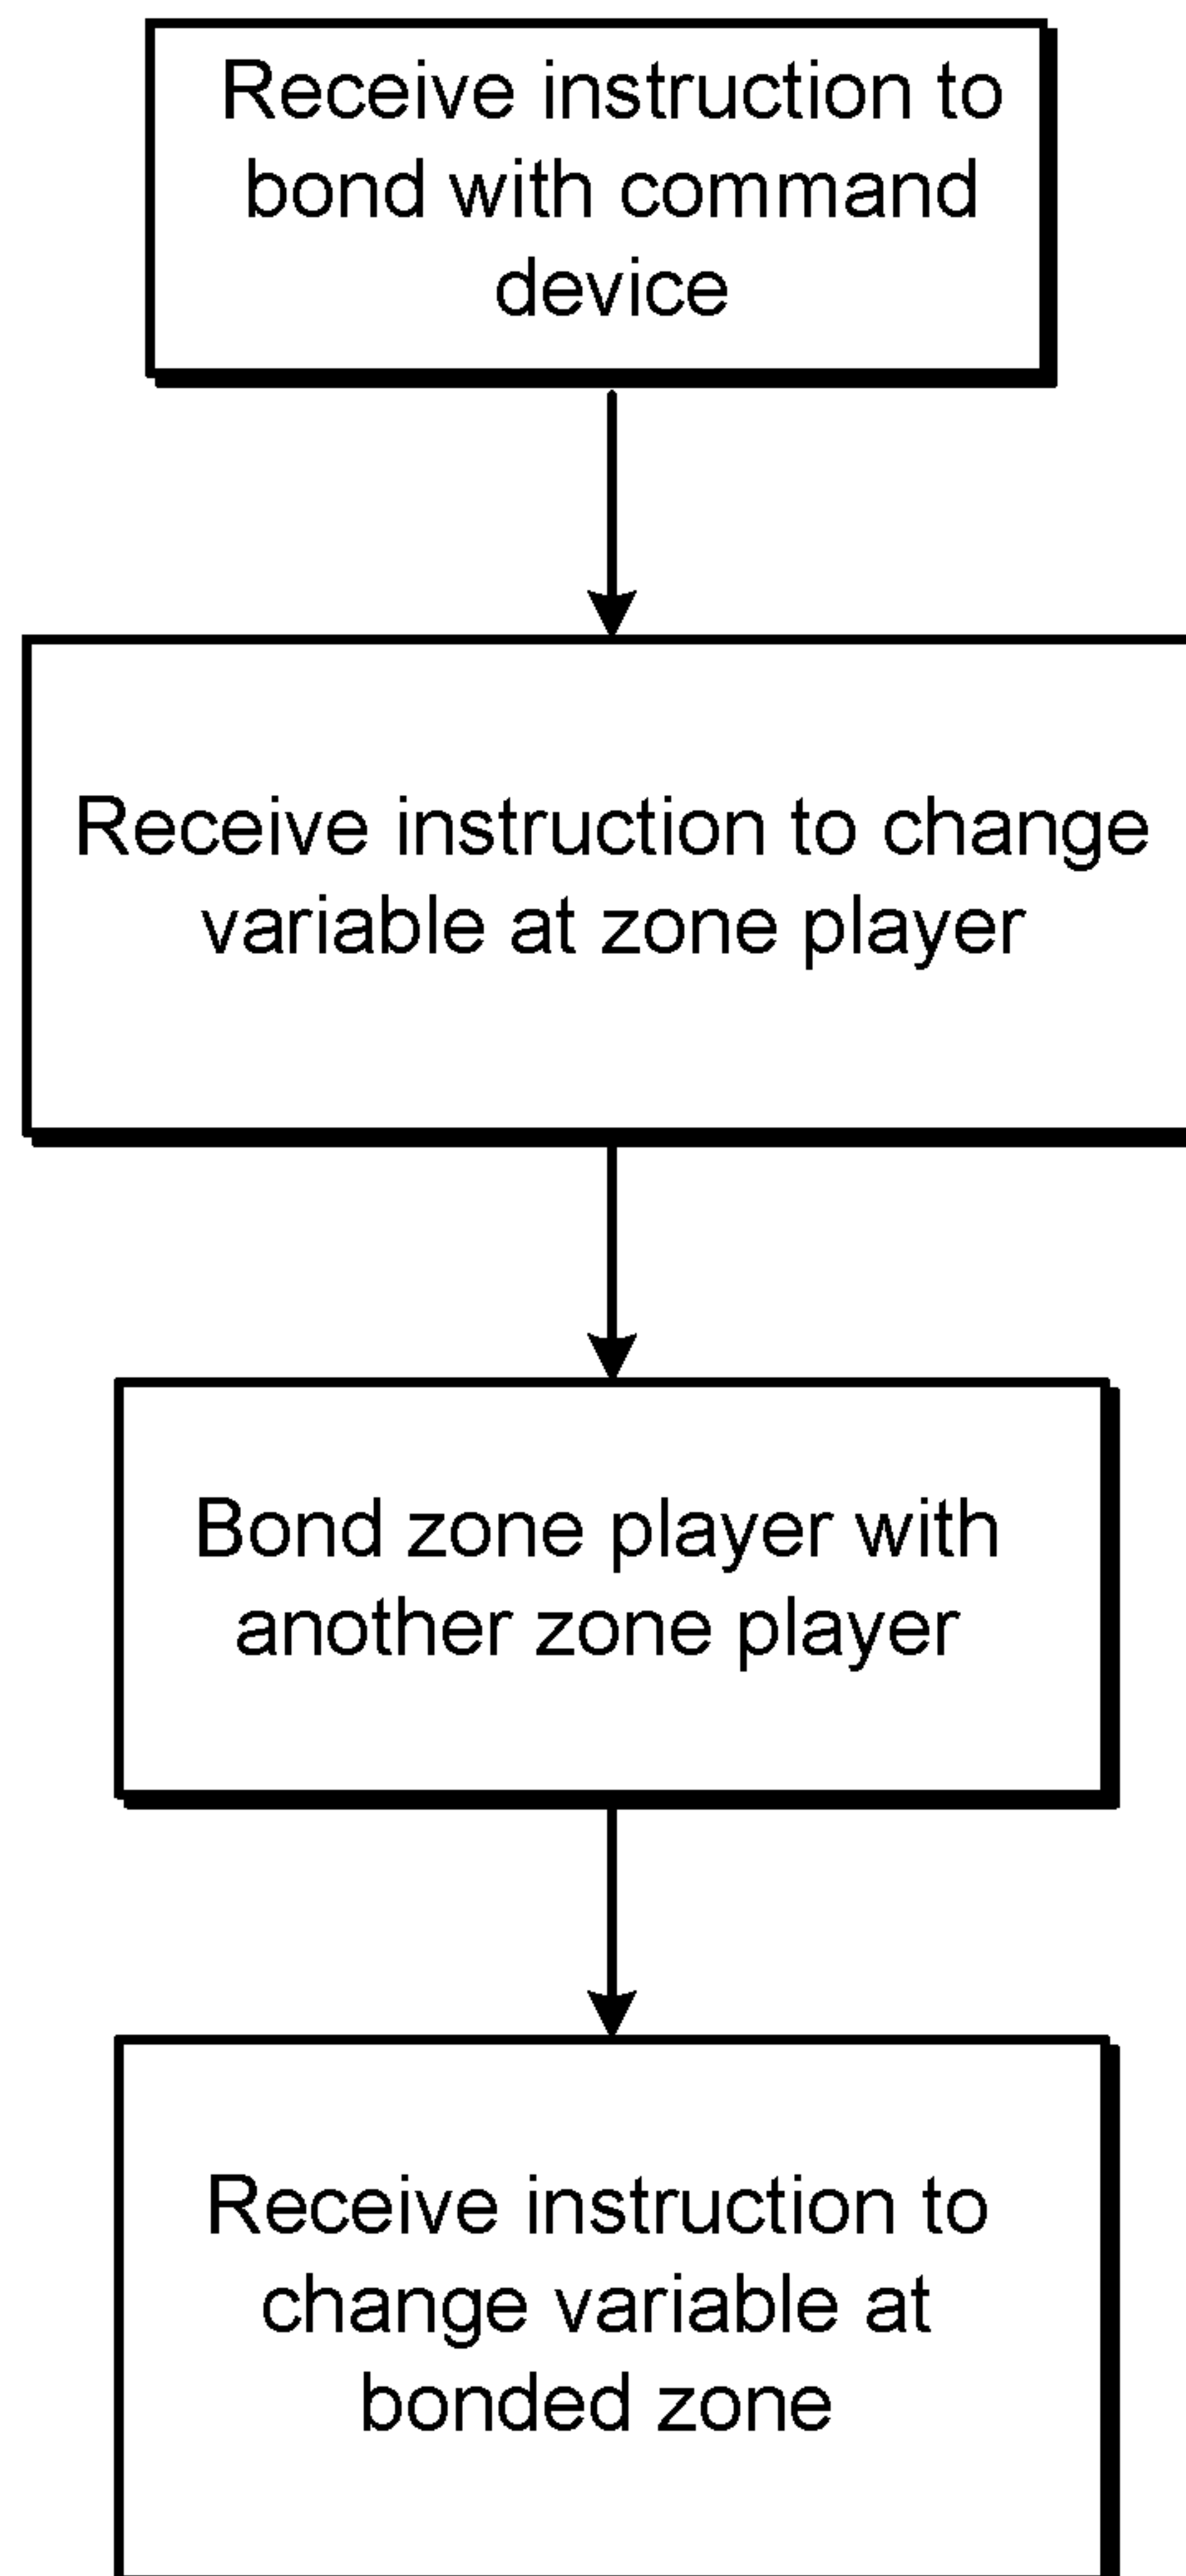 Receive instruction to
bond with command
device
Receive instruction to change
variable at zone player
Bond zone player with
another zone player
Receive instruction to
change variable at
bonded zone